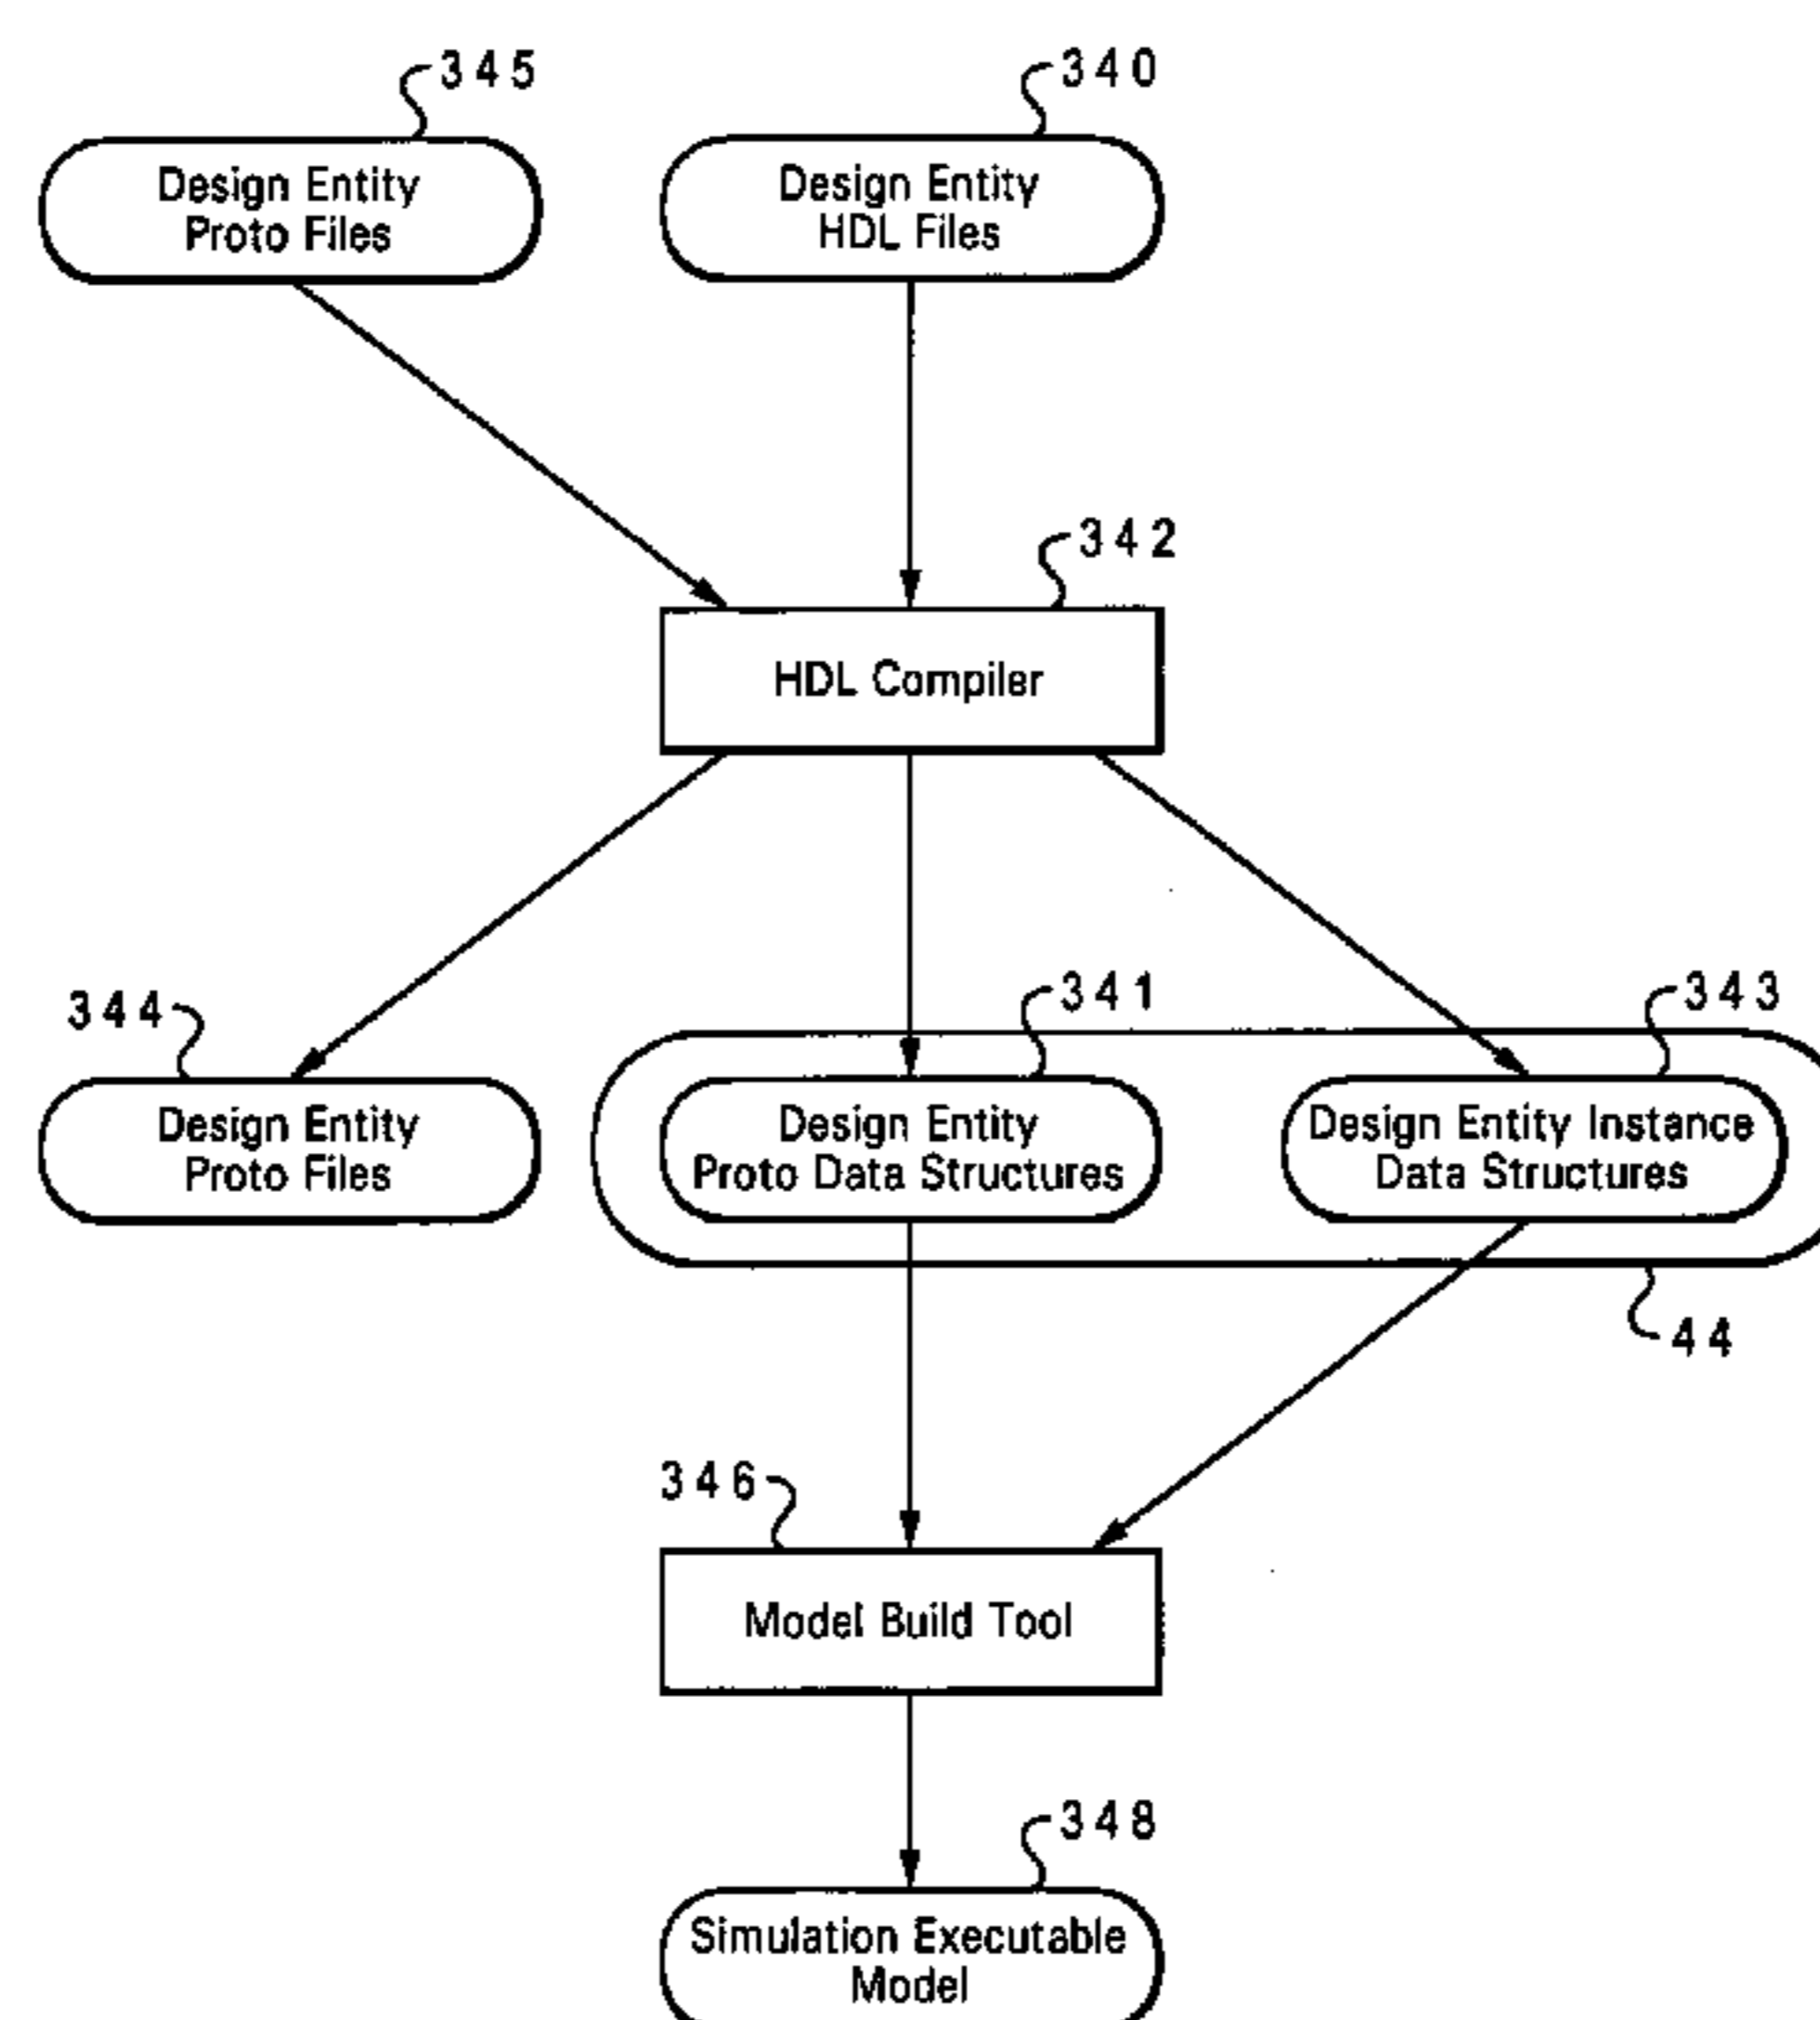 345
340
Design Entity
Proto Files
Design Entity
HDL Files
342
HDL Compiler
344
341
343
Design Entity
Proto Files
Design Entity
Proto Data Structures
Design Entity Instance
Data Structures
44
346
Model Build Tool
348
Simulation Executable
Model